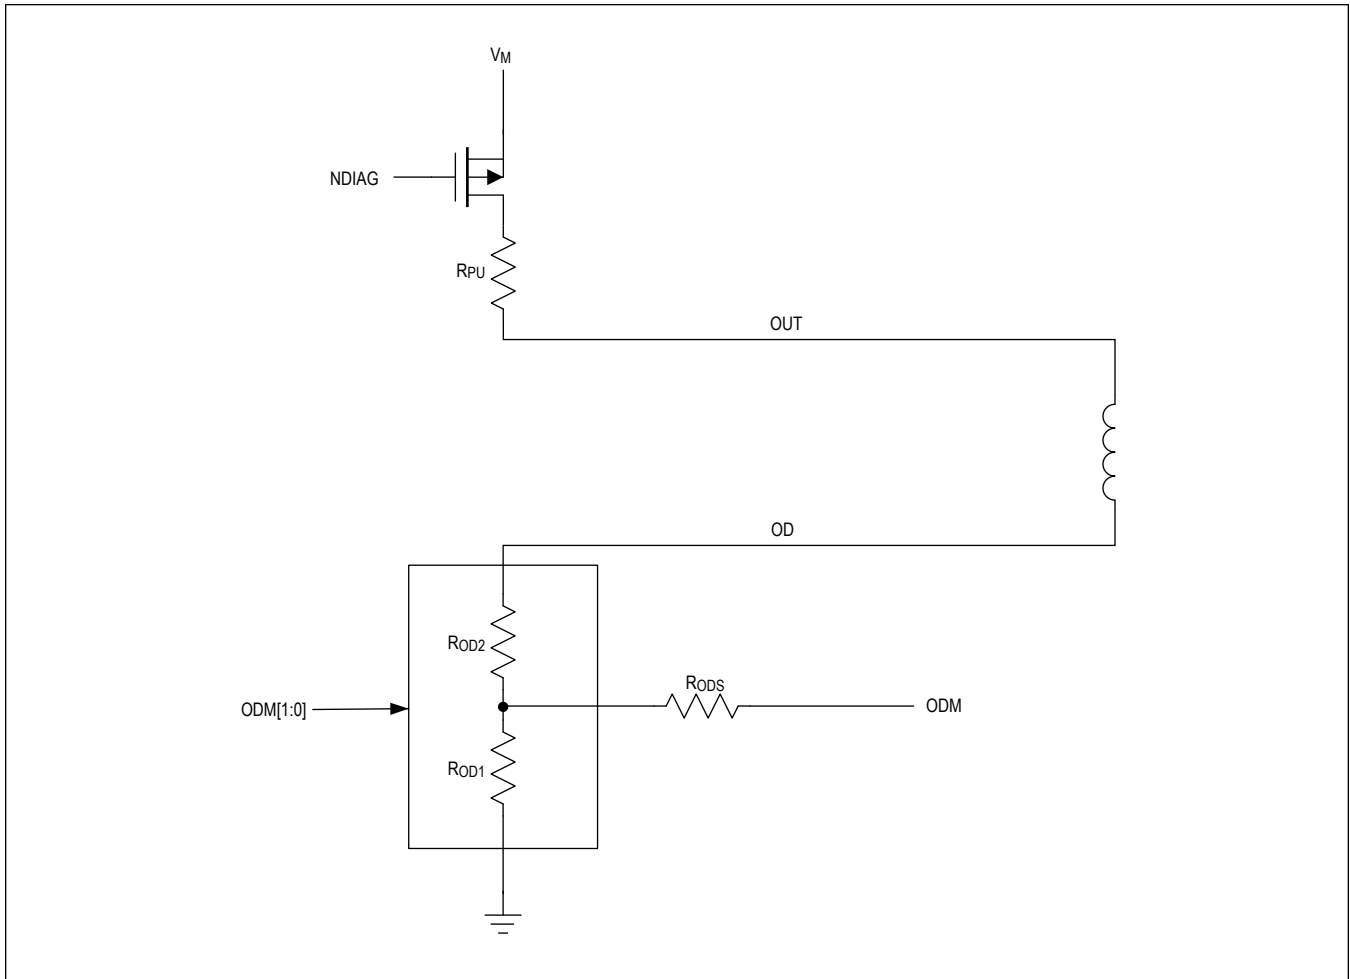 VM
NDIAG
RPU
OUT
OD
ROD2
RODS
ODM[1:0]
ODM
ROD1